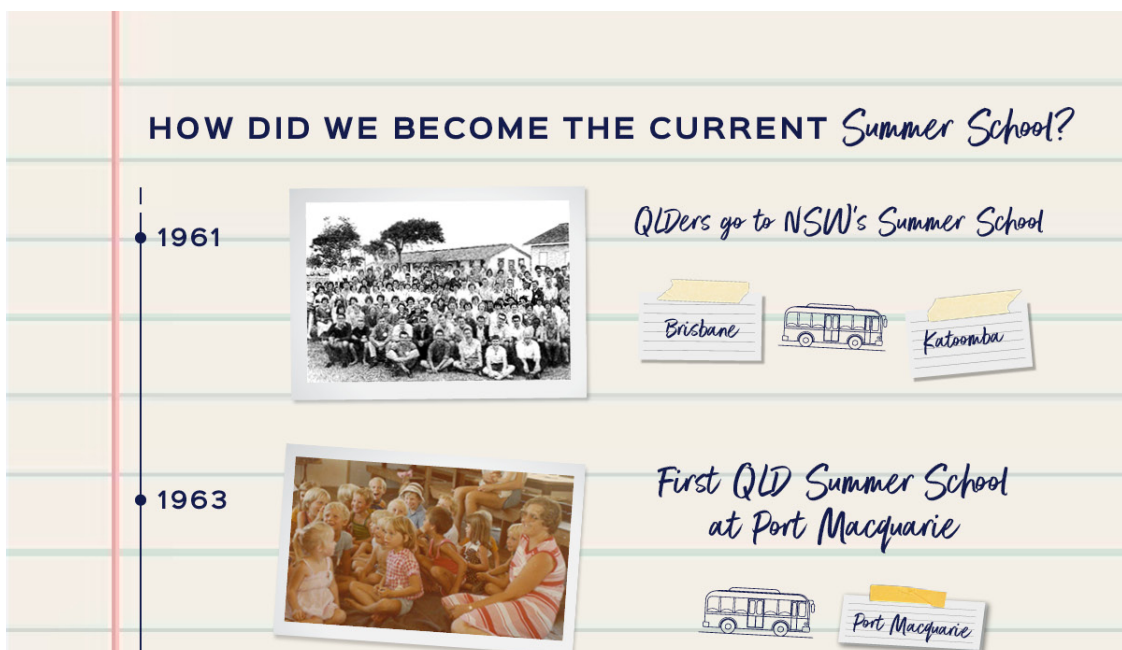 HOW DID WE BECOME THE CURRENT Summer School?
1961
QLDers go to NSW's Summer School
Brisbane
Katoomba
1963
First QLD Summer School
at Port Macquarie
Port Macquarie